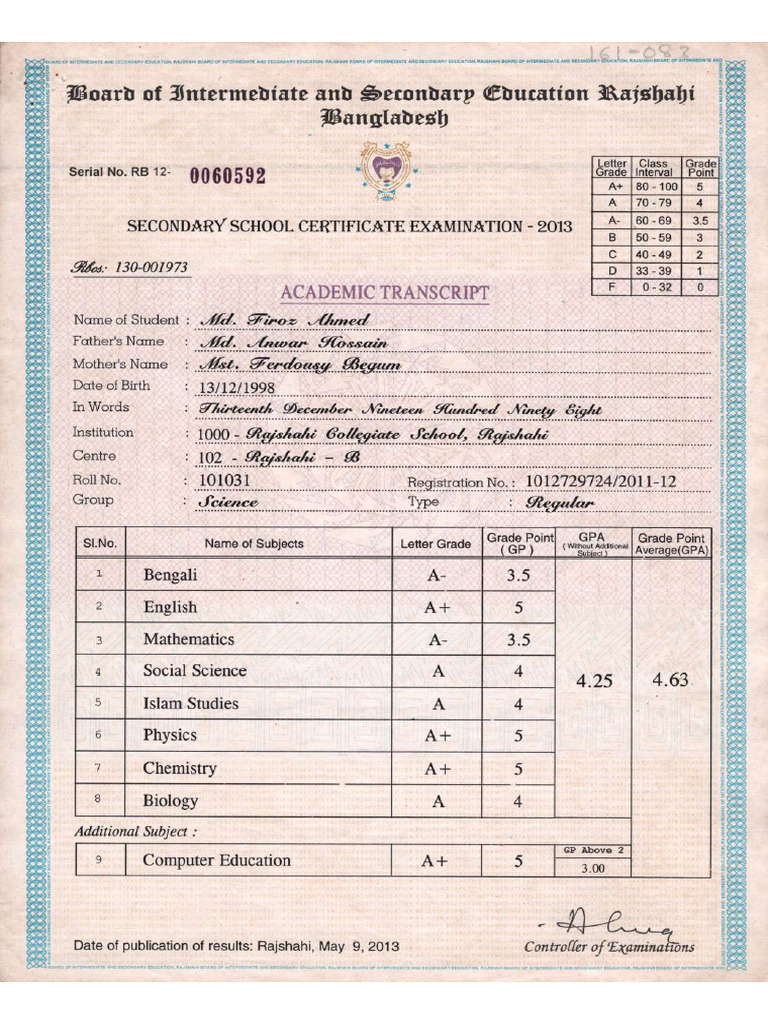 161-083
Board of Intermediate and Secondary Education Rajshahi
Bangladesh
Serial No. RB 12- 0060592
Letter Grade Class Interval Grade Point
A+ 80 - 100 5
A 70 - 79 4
A- 60 - 69 3.5
B 50 - 59 3
C 40 - 49 2
D 33 - 39 1
F 0 - 32 0
SECONDARY SCHOOL CERTIFICATE EXAMINATION - 2013
Rbcs: 130-001973
ACADEMIC TRANSCRIPT
Name of Student : Md. Firoz Ahmed
Father's Name : Md. Anwar Hossain
Mother's Name : Mst. Ferdousy Begum
Date of Birth : 13/12/1998
In Words : Thirteenth December Nineteen Hundred Ninety Eight
Institution : 1000 - Rajshahi Collegiate School, Rajshahi
Centre : 102 - Rajshahi - B
Roll No. : 101031 Registration No. : 1012729724/2011-12
Group : Science Type : Regular
Sl.No. Name of Subjects Letter Grade Grade Point ( GP ) GPA ( Without Additional Subject ) Grade Point Average(GPA)
1 Bengali A- 3.5
2 English A+ 5
3 Mathematics A- 3.5
4 Social Science A 4 4.25 4.63
5 Islam Studies A 4
6 Physics A+ 5
7 Chemistry A+ 5
8 Biology A 4
Additional Subject :
9 Computer Education A+ 5 GP Above 2
3.00
Date of publication of results: Rajshahi, May 9, 2013
Controller of Examinations